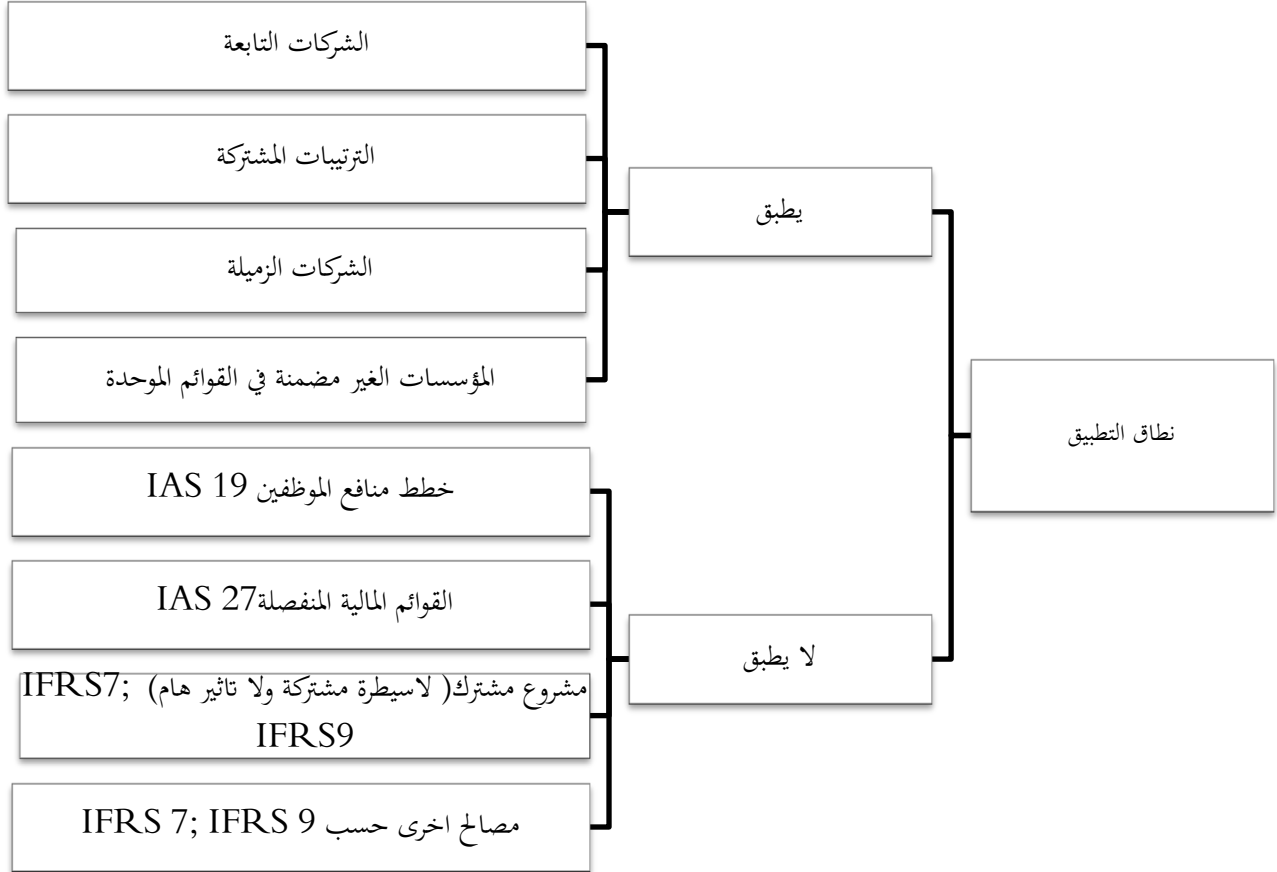 نطاق التطبيق
يطبق
الشركات التابعة
الترتيبات المشتركة
الشركات الزميلة
المؤسسات الغير مضمنة في القوائم الموحدة
لا يطبق
خطط منافع الموظفين IAS 19
القوائم المالية المنفصلة IAS 27
مشروع مشترك( لاسيطرة مشتركة ولا تاثير هام) IFRS7;
IFRS9
مصالح اخرى حسب IFRS 7; IFRS 9